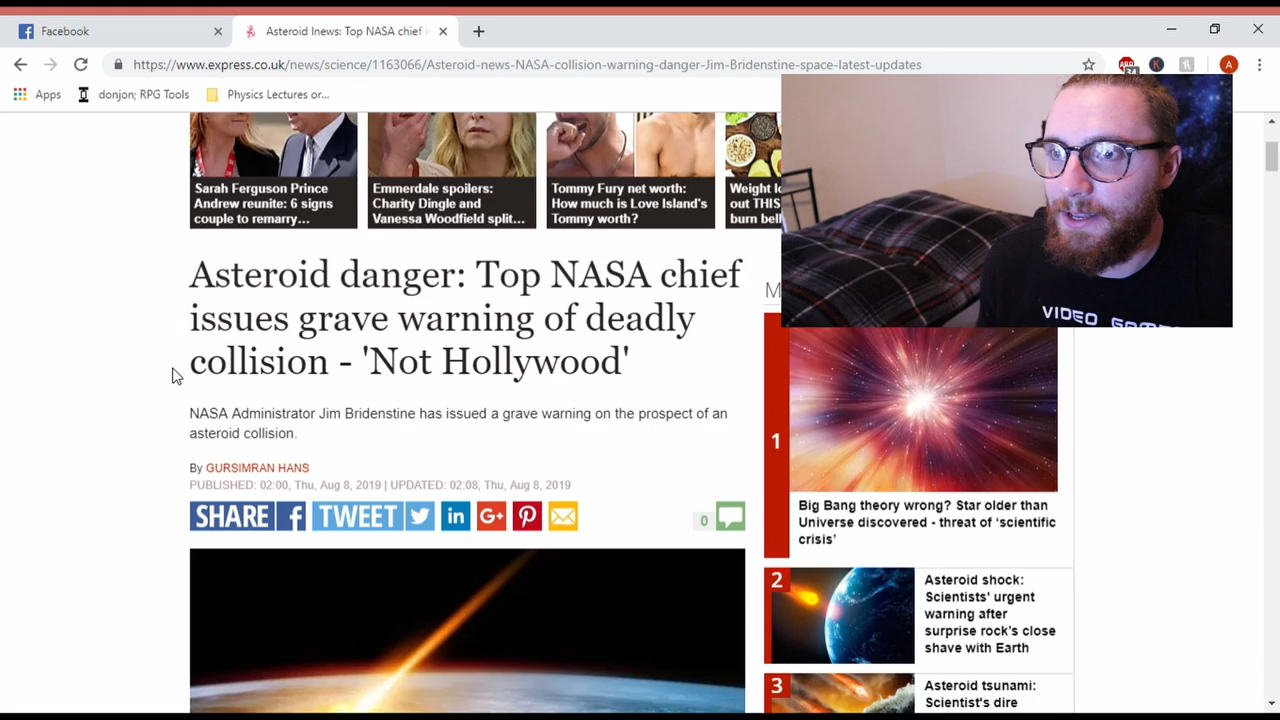 Facebook
Asteroid lnews: Top NASA chief i
https://www.express.co.uk/news/science/1163066/Asteroid-news-NASA-collision-warning-danger-Jim-Bridenstine-space-latest-updates
ABP
34
K
h
A
Apps
donjon; RPG Tools
Physics Lectures or...
Sarah Ferguson Prince
Andrew reunite: 6 signs
couple to remarry...
Emmerdale spoilers:
Charity Dingle and
Vanessa Woodfield split...
Tommy Fury net worth:
How much is Love Island's
Tommy worth?
Weight lo
out THIS
burn bell
VIDEO GAM
Asteroid danger: Top NASA chief
issues grave warning of deadly
collision - 'Not Hollywood'
NASA Administrator Jim Bridenstine has issued a grave warning on the prospect of an
asteroid collision.
By GURSIMRAN HANS
PUBLISHED: 02:00, Thu, Aug 8, 2019 | UPDATED: 02:08, Thu, Aug 8, 2019
SHARE f TWEET in G+ 0
M
1
Big Bang theory wrong? Star older than
Universe discovered - threat of ‘scientific
crisis’
2
Asteroid shock:
Scientists' urgent
warning after
surprise rock’s close
shave with Earth
3
Asteroid tsunami:
Scientist's dire